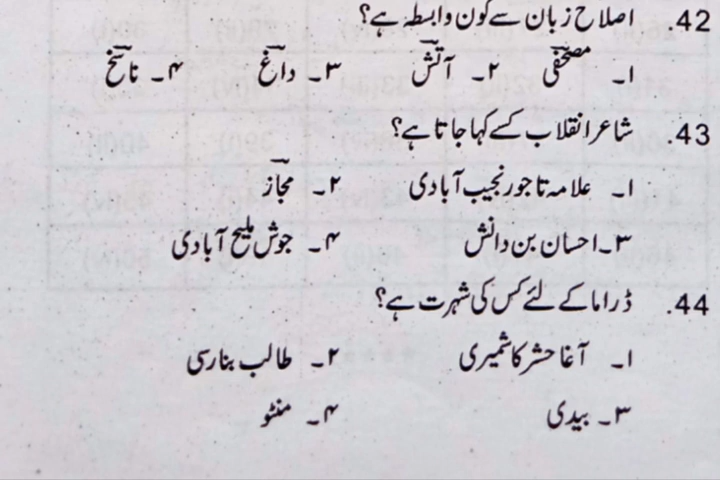 42. اصلاح زبان سے کون وابستہ ہے؟
۱۔ مصحفی ۲۔ آتش ۳۔ داغ ۴۔ ناسخ
43. شاعر انقلاب کسے کہا جاتا ہے؟
۱۔ علامہ تاجور نجیب آبادی ۲۔ مجاز
۳۔ احسان بن دانش ۴۔ جوش ملیح آبادی
44. ڈراما کے لئے کس کی شہرت ہے؟
۱۔ آغا حشر کاشمیری ۲۔ طالب بنارسی
۳۔ بیدی ۴۔ منٹو